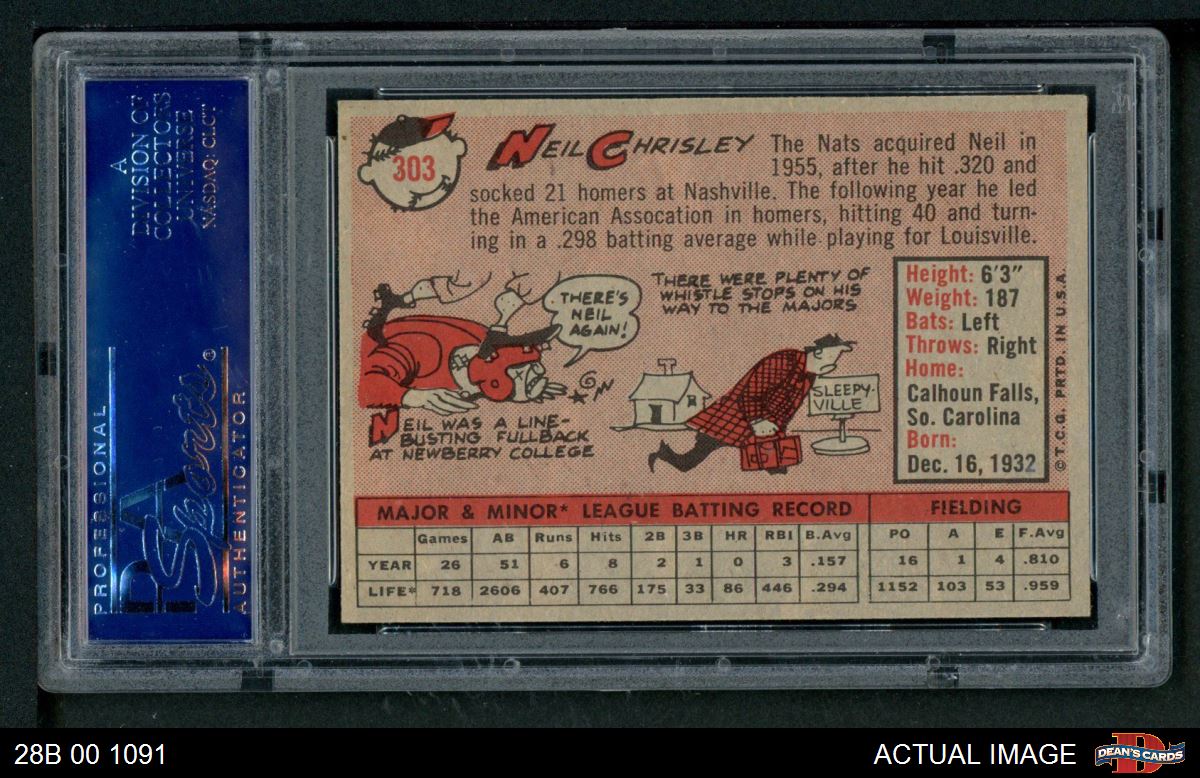 A
DIVISION OF
COLLECTORS
UNIVERSE
NASDAQ: CLCT
PROFESSIONAL
PSA
Sports®
AUTHENTICATOR
303
NEIL CHRISLEY
The Nats acquired Neil in
1955, after he hit .320 and
socked 21 homers at Nashville. The following year he led
the American Assocation in homers, hitting 40 and turn-
ing in a .298 batting average while playing for Louisville.
THERE'S
NEIL
AGAIN!
8
NEIL WAS A LINE-
BUSTING FULLBACK
AT NEWBERRY COLLEGE
THERE WERE PLENTY OF
WHISTLE STOPS ON HIS
WAY TO THE MAJORS
SLEEPY-
VILLE
Height: 6'3"
Weight: 187
Bats: Left
Throws: Right
Home:
Calhoun Falls,
So. Carolina
Born:
Dec. 16, 1932
©T.C.G. PRTD. IN U.S.A.
MAJOR & MINOR* LEAGUE BATTING RECORD FIELDING
Games AB Runs Hits 2B 3B HR RBI B.Avg PO A E F.Avg
YEAR 26 51 6 8 2 1 0 3 .157 16 1 4 .810
LIFE* 718 2606 407 766 175 33 86 446 .294 1152 103 53 .959
28B 00 1091
ACTUAL IMAGE
DEAN'S CARDS